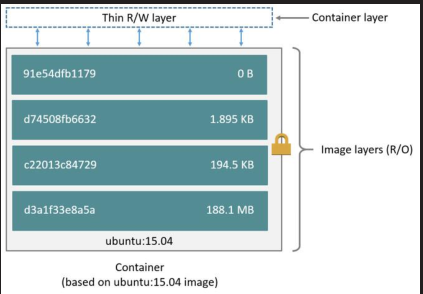 Thin R/W layer
Container layer
91e54dfb1179 0 B
d74508fb6632 1.895 KB
c22013c84729 194.5 KB
d3a1f33e8a5a 188.1 MB
Image layers (R/O)
ubuntu:15.04
Container
(based on ubuntu:15.04 image)